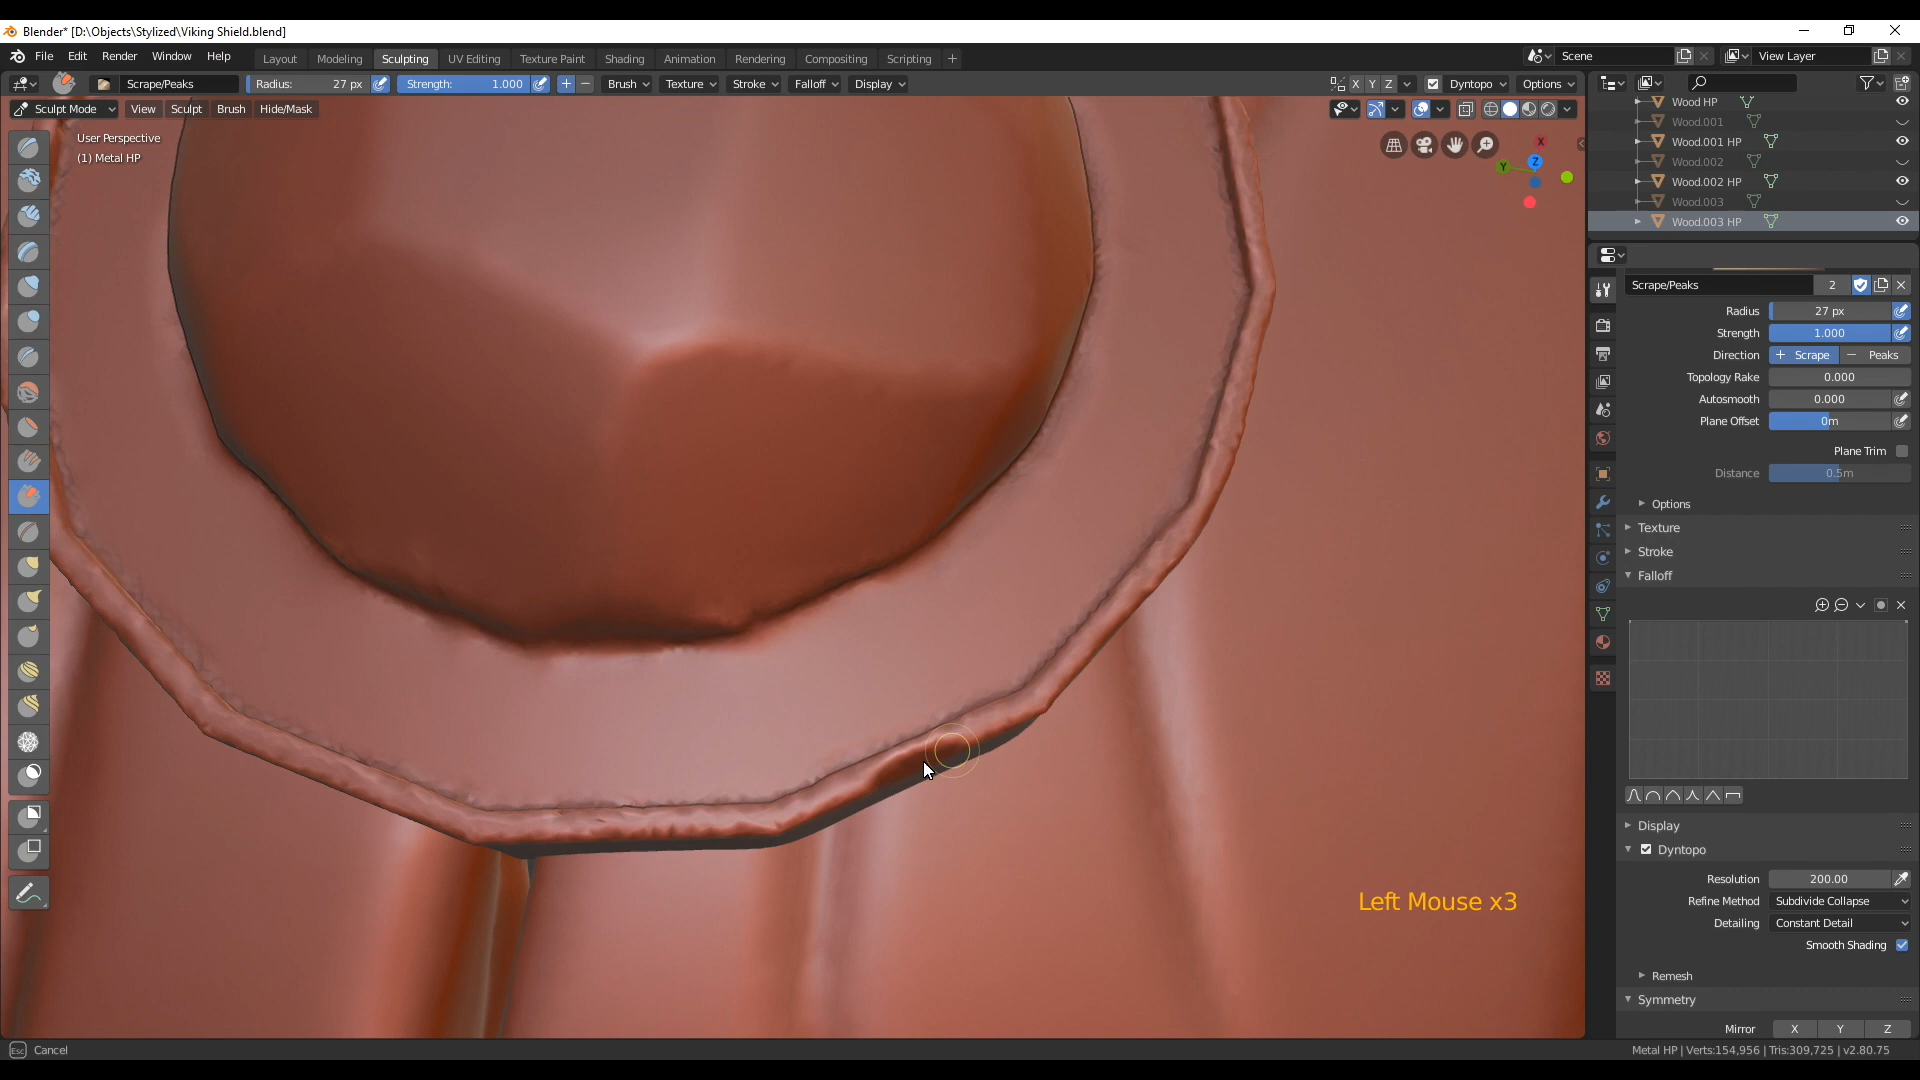 Blender* [D:\Objects\Stylized\Viking Shield.blend]
File Edit Render Window Help Layout Modeling Sculpting UV Editing Texture Paint Shading Animation Rendering Compositing Scripting + Scene View Layer
Scrape/Peaks Radius: 27 px Strength: 1.000 + − Brush Texture Stroke Falloff Display X Y Z Dyntopo Options
Sculpt Mode View Sculpt Brush Hide/Mask
User Perspective
(1) Metal HP
X
Y
Z
Wood HP
Wood.001
Wood.001 HP
Wood.002
Wood.002 HP
Wood.003
Wood.003 HP
Scrape/Peaks 2
Radius 27 px
Strength 1.000
Direction + Scrape − Peaks
Topology Rake 0.000
Autosmooth 0.000
Plane Offset 0m
Plane Trim
Distance 0.5m
Options
Texture
Stroke
Falloff
Display
Dyntopo
Resolution 200.00
Refine Method Subdivide Collapse
Detailing Constant Detail
Smooth Shading
Remesh
Symmetry
Mirror X Y Z
Left Mouse x3
Esc Cancel
Metal HP | Verts:154,956 | Tris:309,725 | v2.80.75